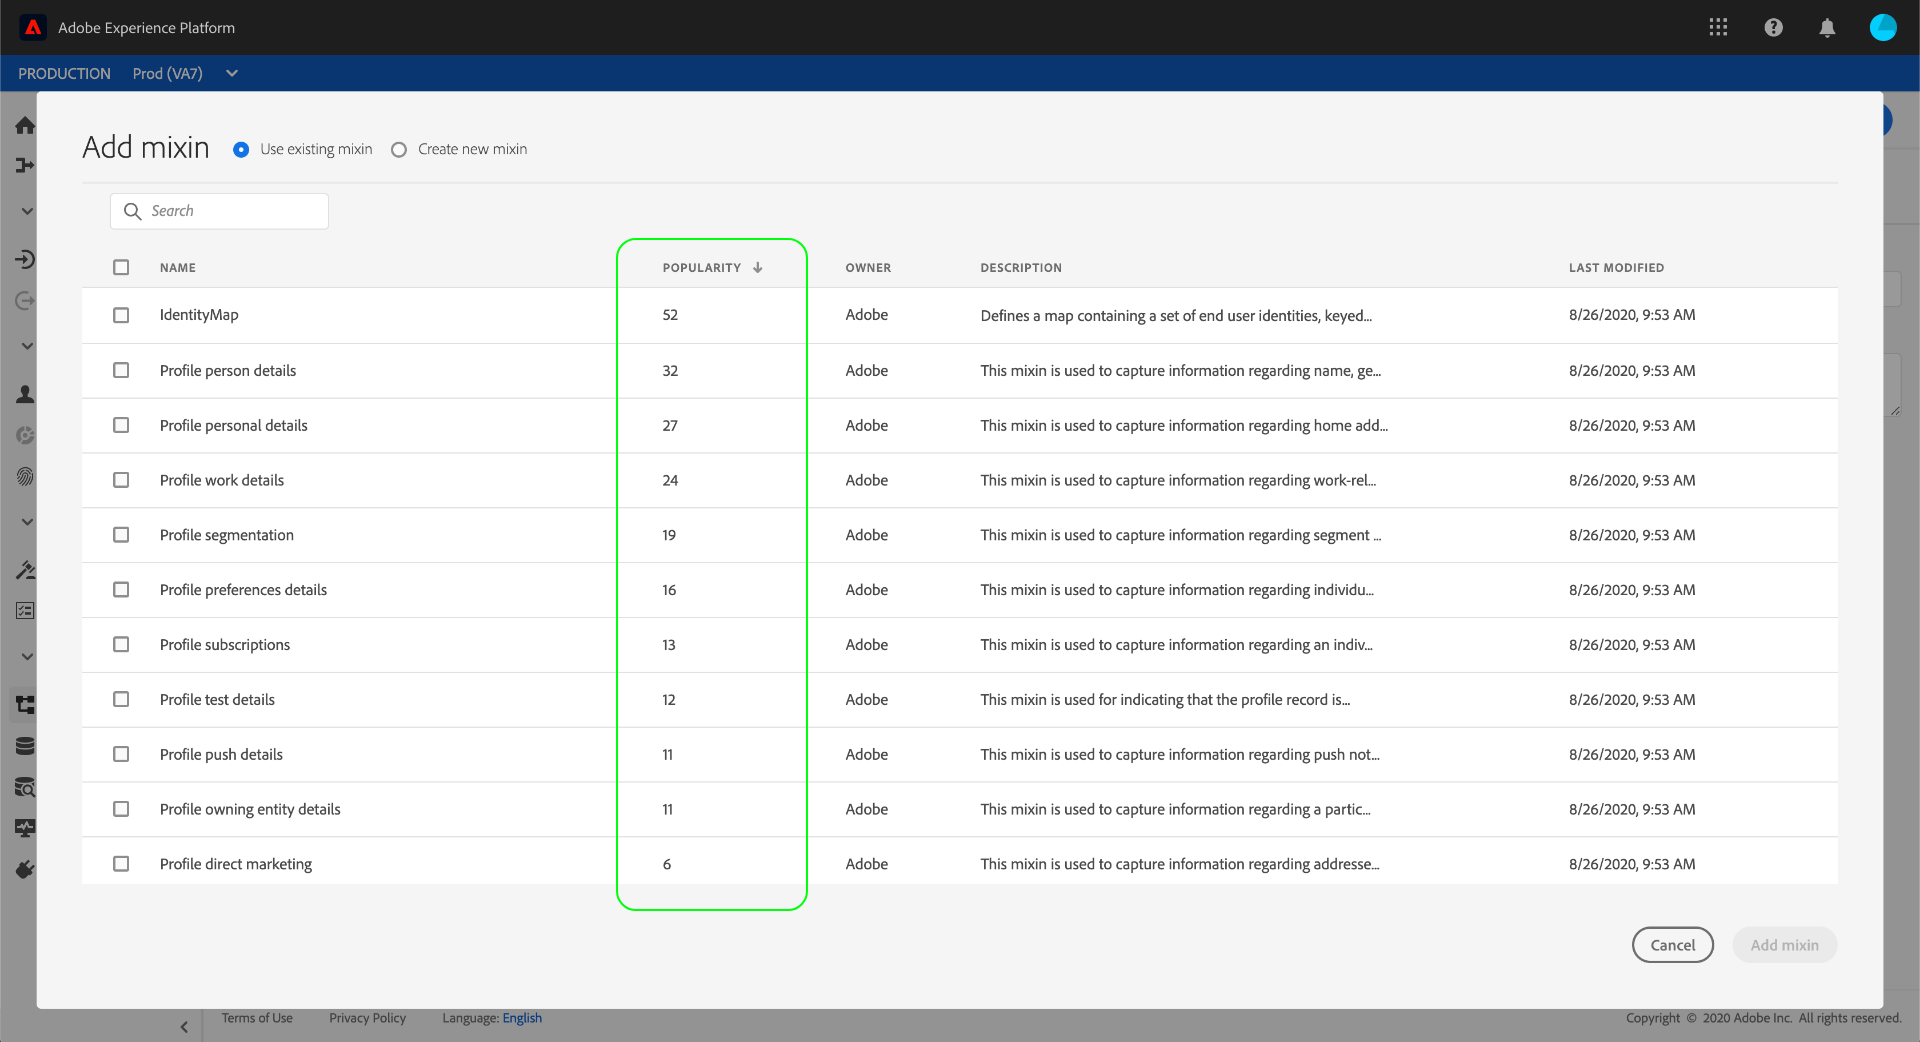 Adobe Experience Platform
PRODUCTION Prod (VA7)
Add mixin Use existing mixin Create new mixin
Search
NAME POPULARITY OWNER DESCRIPTION LAST MODIFIED
IdentityMap 52 Adobe Defines a map containing a set of end user identities, keyed... 8/26/2020, 9:53 AM
Profile person details 32 Adobe This mixin is used to capture information regarding name, ge... 8/26/2020, 9:53 AM
Profile personal details 27 Adobe This mixin is used to capture information regarding home add... 8/26/2020, 9:53 AM
Profile work details 24 Adobe This mixin is used to capture information regarding work-rel... 8/26/2020, 9:53 AM
Profile segmentation 19 Adobe This mixin is used to capture information regarding segment ... 8/26/2020, 9:53 AM
Profile preferences details 16 Adobe This mixin is used to capture information regarding individu... 8/26/2020, 9:53 AM
Profile subscriptions 13 Adobe This mixin is used to capture information regarding an indiv... 8/26/2020, 9:53 AM
Profile test details 12 Adobe This mixin is used for indicating that the profile record is... 8/26/2020, 9:53 AM
Profile push details 11 Adobe This mixin is used to capture information regarding push not... 8/26/2020, 9:53 AM
Profile owning entity details 11 Adobe This mixin is used to capture information regarding a partic... 8/26/2020, 9:53 AM
Profile direct marketing 6 Adobe This mixin is used to capture information regarding addresse... 8/26/2020, 9:53 AM
Cancel Add mixin
Terms of Use Privacy Policy Language: English Copyright © 2020 Adobe Inc. All rights reserved.